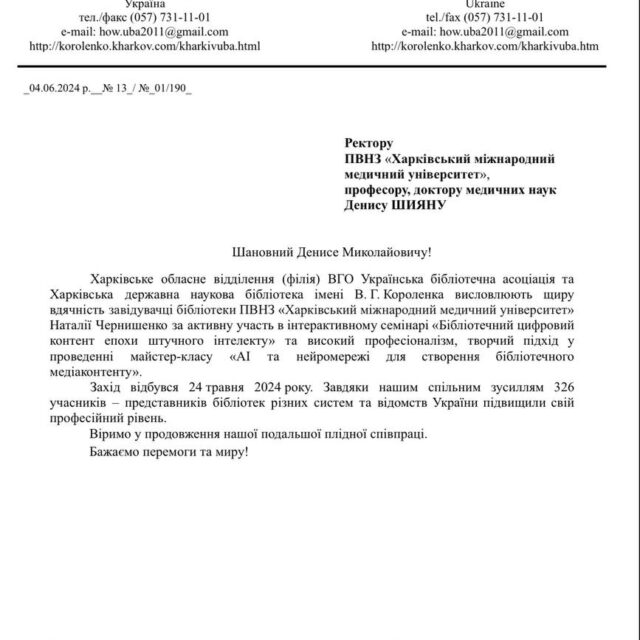 Україна
тел./факс (057) 731-11-01
e-mail: how.uba2011@gmail.com
http://korolenko.kharkov.com/kharkivuba.html
Ukraine
tel./fax (057) 731-11-01
e-mail: how.uba2011@gmail.com
http://korolenko.kharkov.com/kharkivuba.htm
_04.06.2024 р.__№ 13_/ №_01/190_
Ректору
ПВНЗ «Харківський міжнародний
медичний університет»,
професору, доктору медичних наук
Денису ШИЯНУ
Шановний Денисе Миколайовичу!
Харківське обласне відділення (філія) ВГО Українська бібліотечна асоціація та
Харківська державна наукова бібліотека імені В. Г. Короленка висловлюють щиру
вдячність завідувачці бібліотеки ПВНЗ «Харківський міжнародний медичний університет»
Наталії Чернишенко за активну участь в інтерактивному семінарі «Бібліотечний цифровий
контент епохи штучного інтелекту» та високий професіоналізм, творчий підхід у
проведенні майстер-класу «AI та нейромережі для створення бібліотечного
медіаконтенту».
Захід відбувся 24 травня 2024 року. Завдяки нашим спільним зусиллям 326
учасників – представників бібліотек різних систем та відомств України підвищили свій
професійний рівень.
Віримо у продовження нашої подальшої плідної співпраці.
Бажаємо перемоги та миру!